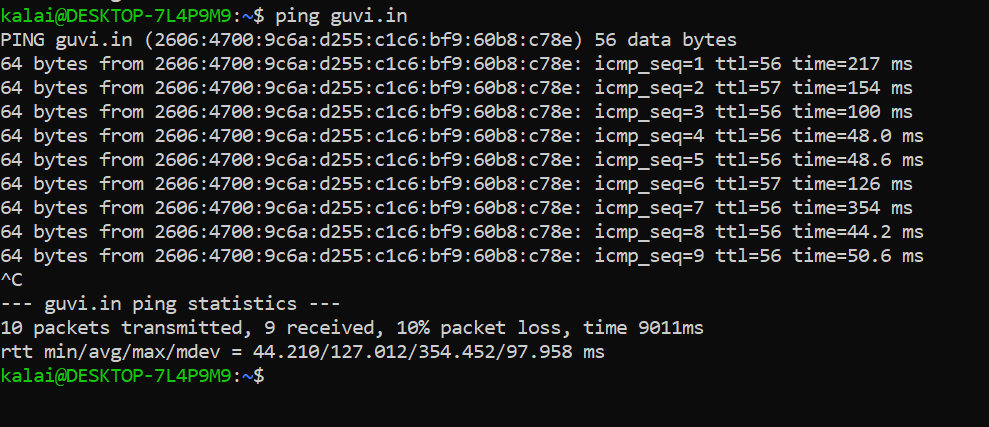 kalai@DESKTOP-7L4P9M9:~$ ping guvi.in
PING guvi.in (2606:4700:9c6a:d255:c1c6:bf9:60b8:c78e) 56 data bytes
64 bytes from 2606:4700:9c6a:d255:c1c6:bf9:60b8:c78e: icmp_seq=1 ttl=56 time=217 ms
64 bytes from 2606:4700:9c6a:d255:c1c6:bf9:60b8:c78e: icmp_seq=2 ttl=57 time=154 ms
64 bytes from 2606:4700:9c6a:d255:c1c6:bf9:60b8:c78e: icmp_seq=3 ttl=56 time=100 ms
64 bytes from 2606:4700:9c6a:d255:c1c6:bf9:60b8:c78e: icmp_seq=4 ttl=56 time=48.0 ms
64 bytes from 2606:4700:9c6a:d255:c1c6:bf9:60b8:c78e: icmp_seq=5 ttl=56 time=48.6 ms
64 bytes from 2606:4700:9c6a:d255:c1c6:bf9:60b8:c78e: icmp_seq=6 ttl=57 time=126 ms
64 bytes from 2606:4700:9c6a:d255:c1c6:bf9:60b8:c78e: icmp_seq=7 ttl=56 time=354 ms
64 bytes from 2606:4700:9c6a:d255:c1c6:bf9:60b8:c78e: icmp_seq=8 ttl=56 time=44.2 ms
64 bytes from 2606:4700:9c6a:d255:c1c6:bf9:60b8:c78e: icmp_seq=9 ttl=56 time=50.6 ms
^C
--- guvi.in ping statistics ---
10 packets transmitted, 9 received, 10% packet loss, time 9011ms
rtt min/avg/max/mdev = 44.210/127.012/354.452/97.958 ms
kalai@DESKTOP-7L4P9M9:~$